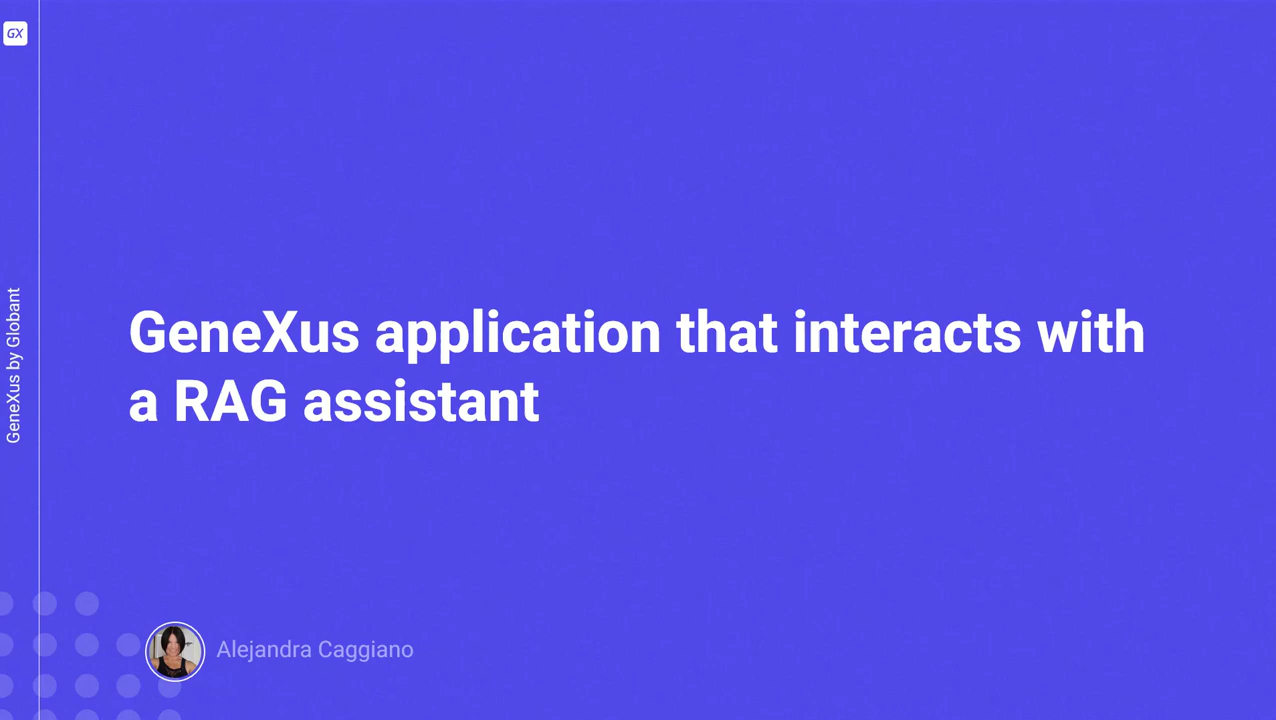 GX
GeneXus by Globant
GeneXus application that interacts with
a RAG assistant
Alejandra Caggiano